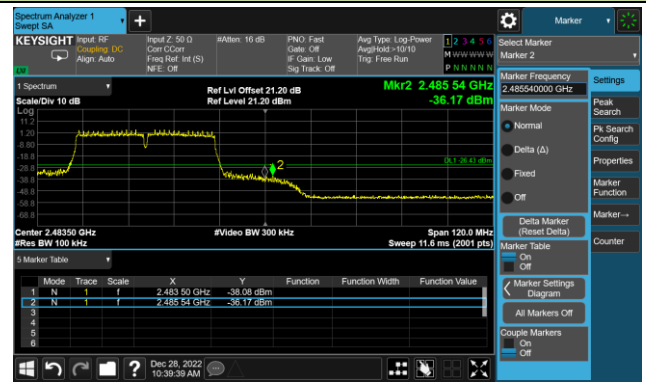 Spectrum Analyzer 1
Swept SA
Marker
KEYSIGHT
Input: RF
Coupling: DC
Align: Auto
Input Z: 50 Ω
Corr CCorr
Freq Ref: Int (S)
NFE: Off
#Atten: 16 dB
PNO: Fast
Gate: Off
IF Gain: Low
Sig Track: Off
Avg Type: Log-Power
Avg|Hold:>10/10
Trig: Free Run
1 2 3 4 5 6
M W W W W W
P N N N N N
Select Marker
Marker 2
1 Spectrum
Scale/Div 10 dB
Log
Ref Lvl Offset 21.20 dB
Ref Level 21.20 dBm
Mkr2 2.485 54 GHz
-36.17 dBm
11.2
1.20
-8.80
-18.8
-28.8
-38.8
-48.8
-58.8
-68.8
2
DL1 -26.43 dBm
Center 2.48350 GHz
#Res BW 100 kHz
#Video BW 300 kHz
Span 120.0 MHz
Sweep 11.6 ms (2001 pts)
5 Marker Table
Mode Trace Scale X Y Function Function Width Function Value
1 N 1 f 2.483 50 GHz -38.08 dBm
2 N 1 f 2.485 54 GHz -36.17 dBm
3
4
5
6
Marker Frequency
2.485540000 GHz
Marker Mode
Normal
Delta (Δ)
Fixed
Off
Delta Marker
(Reset Delta)
Marker Table
On
Off
Marker Settings
Diagram
All Markers Off
Couple Markers
On
Off
Settings
Peak
Search
Pk Search
Config
Properties
Marker
Function
Marker→
Counter
Dec 28, 2022
10:39:39 AM